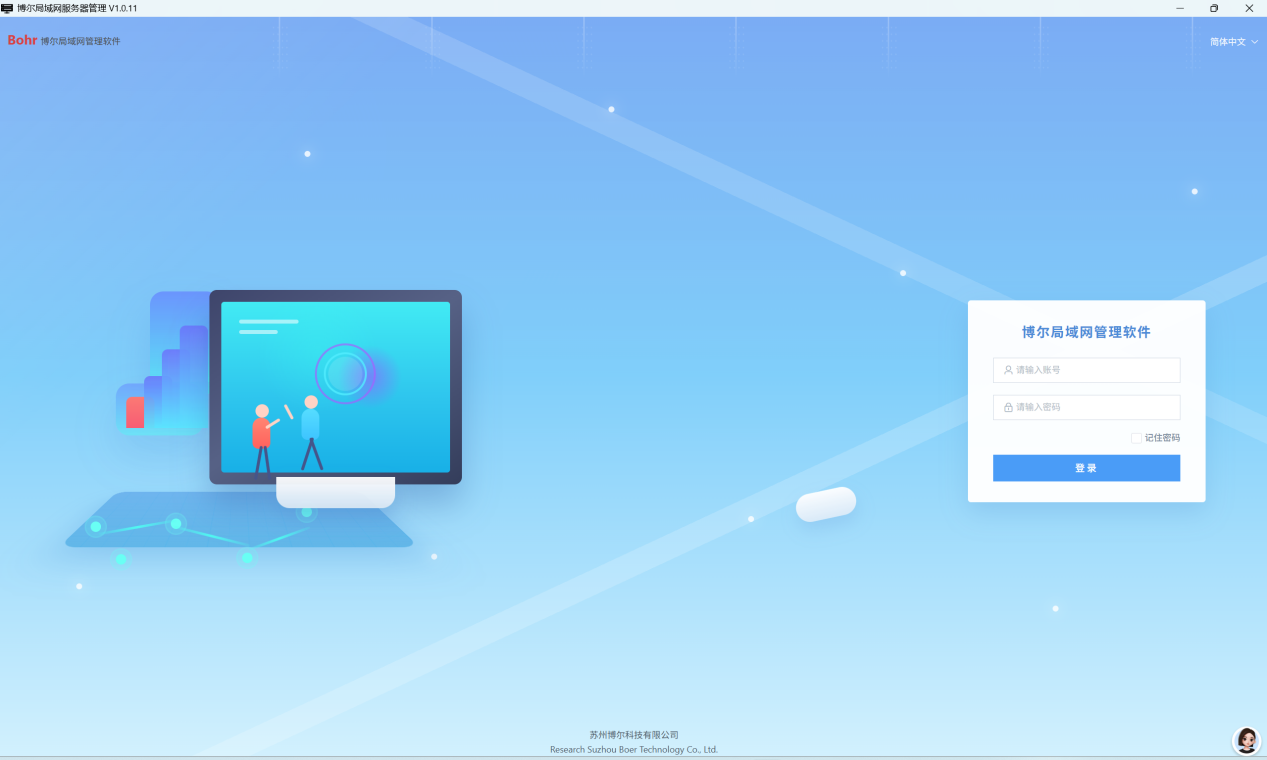 博尔局域网服务器管理 V1.0.11
Bohr 博尔局域网管理软件
简体中文
博尔局域网管理软件
请输入账号
请输入密码
记住密码
登 录
苏州博尔科技有限公司
Research Suzhou Boer Technology Co., Ltd.